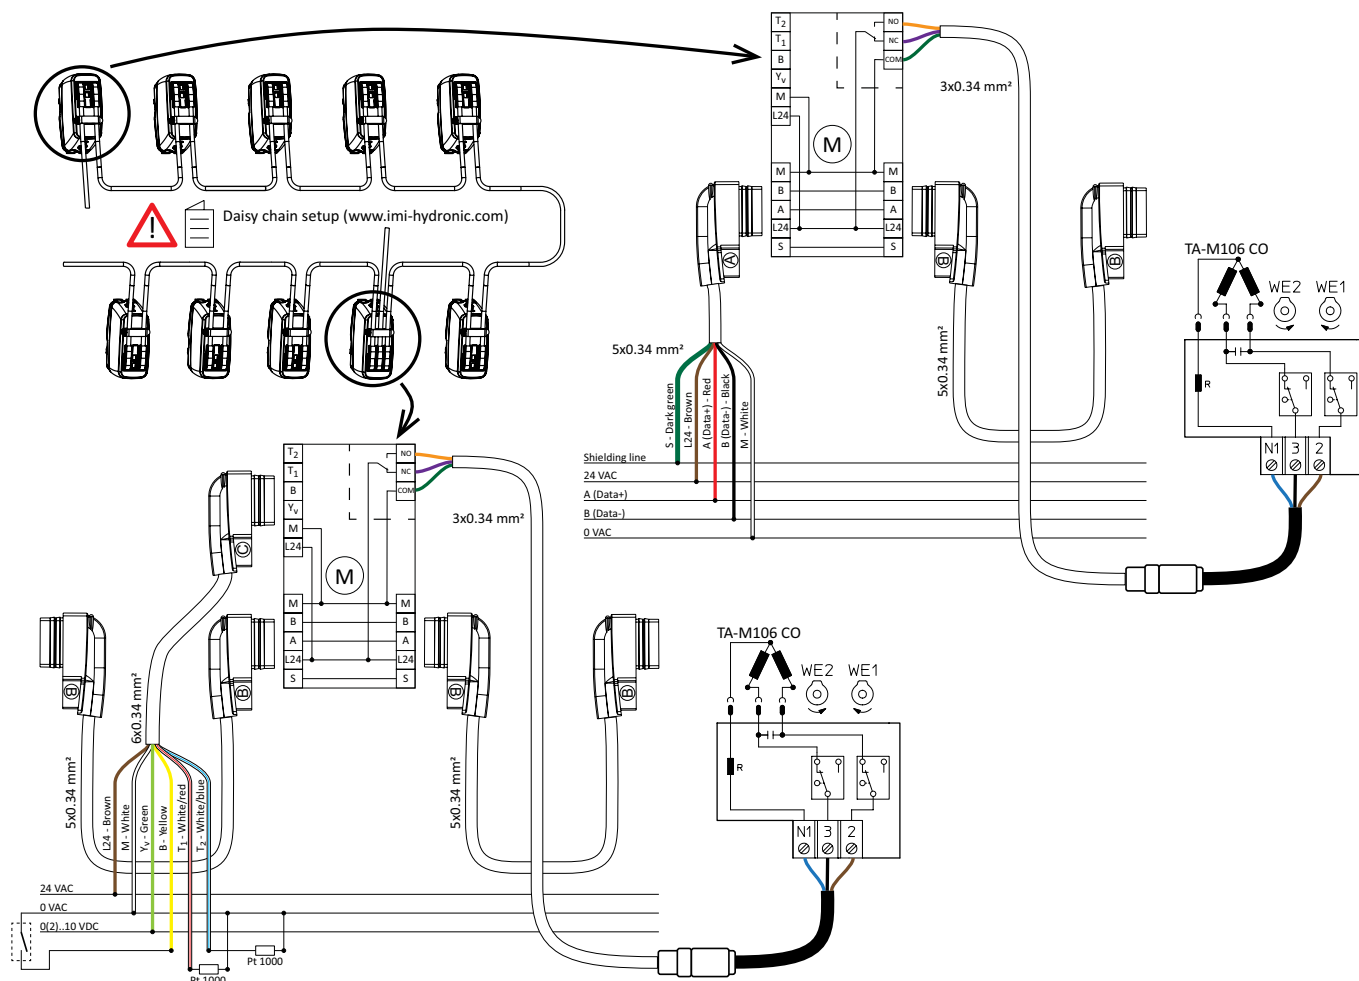 T2
T1
B
Yv
M
L24
NO
NC
COM
3x0.34 mm²
M
M
B
A
L24
S
M
B
A
L24
S
! Daisy chain setup (www.imi-hydronic.com)
A
B
B
TA-M106 CO
WE2 WE1
R
N1 3 2
5x0.34 mm²
5x0.34 mm²
S - Dark green
L24 - Brown
A (Data+) - Red
B (Data-) - Black
M - White
Shielding line
24 VAC
A (Data+)
B (Data-)
0 VAC
T2
T1
B
Yv
M
L24
NO
NC
COM
3x0.34 mm²
M
M
B
A
L24
S
M
B
A
L24
S
C
B
B
B
B
TA-M106 CO
WE2 WE1
R
N1 3 2
6x0.34 mm²
5x0.34 mm²
5x0.34 mm²
L24 - Brown
M - White
Yv - Green
B - Yellow
T1 - White/red
T2 - White/blue
24 VAC
0 VAC
0(2)..10 VDC
Pt 1000
Pt 1000